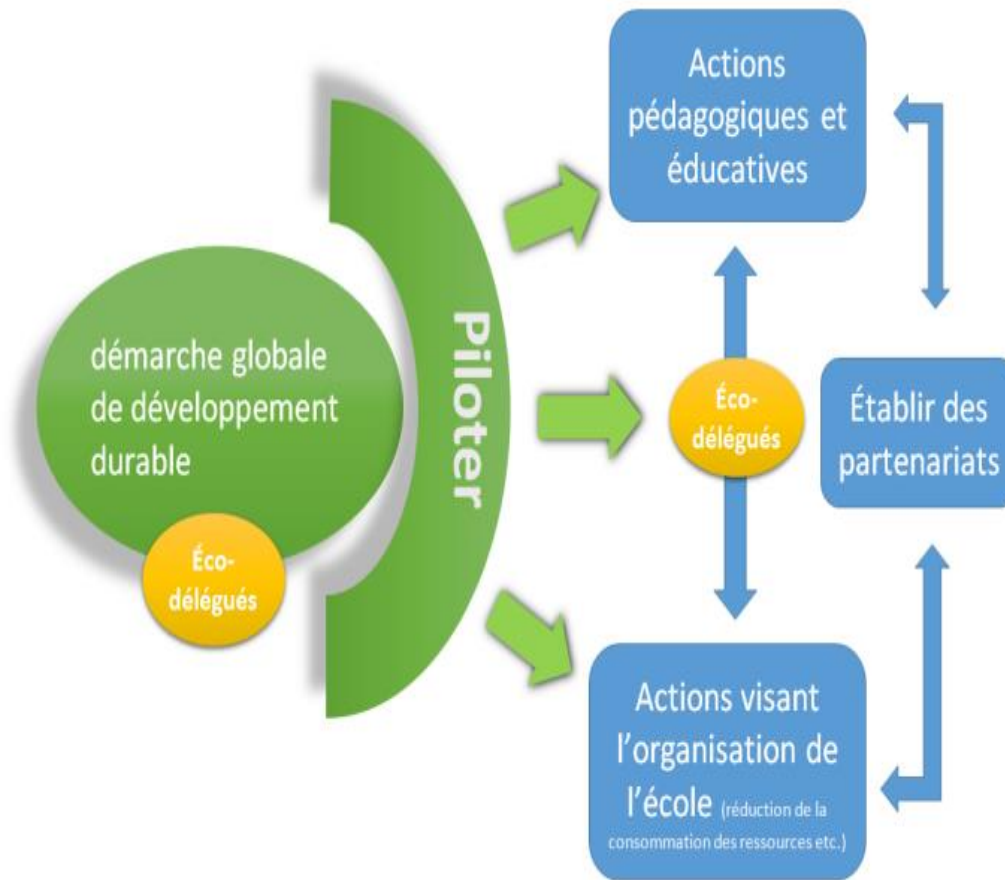 Actions
pédagogiques et
éducatives
démarche globale
de développement
durable
Éco-
délégués
Piloter
Éco-
délégués
Établir des
partenariats
Actions visant
l'organisation de
l'école (réduction de la
consommation des ressources etc.)